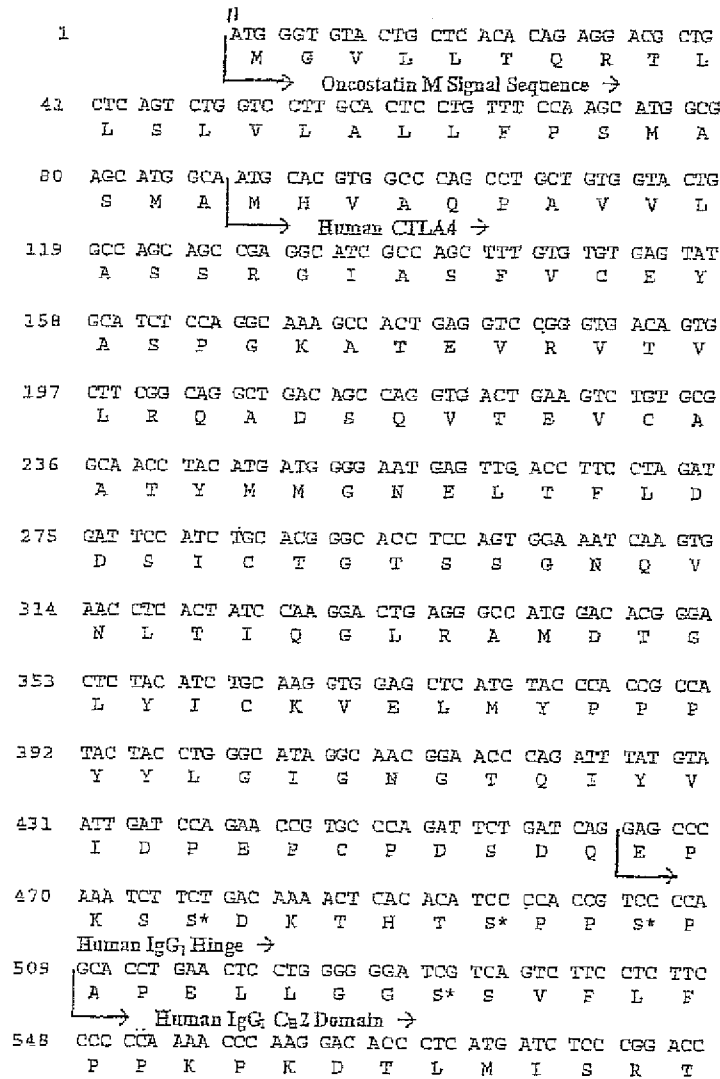 11
1 ATG GGT GTA CTG CTC ACA CAG AGG ACG CTG
M G V L L T Q R T L
Oncostatin M Signal Sequence →
41 CTC AGT CTG GTC CTT GCA CTC CTG TTT CCA AGC ATG GCG
L S L V L A L L F P S M A
80 AGC ATG GCA ATG CAC GTG GCC CAG CCT GCT GTG GTA CTG
S M A M H V A Q P A V V L
Human CTLA4 →
119 GCC AGC AGC CGA GGC ATC GCC AGC TTT GTG TGT GAG TAT
A S S R G I A S F V C E Y
158 GCA TCT CCA GGC AAA GCC ACT GAG GTC CGG GTG ACA GTG
A S P G K A T E V R V T V
197 CTT CGG CAG GCT GAC AGC CAG GTG ACT GAA GTC TGT GCG
L R Q A D S Q V T E V C A
236 GCA ACC TAC ATG ATG GGG AAT GAG TTG ACC TTC CTA GAT
A T Y M M G N E L T F L D
275 GAT TCC ATC TGC ACG GGC ACC TCC AGT GGA AAT CAA GTG
D S I C T G T S S G N Q V
314 AAC CTC ACT ATC CAA GGA CTG AGG GCC ATG GAC ACG GGA
N L T I Q G L R A M D T G
353 CTC TAC ATC TGC AAG GTG GAG CTC ATG TAC CCA CCG CCA
L Y I C K V E L M Y P P P
392 TAC TAC CTG GGC ATA GGC AAC GGA ACC CAG ATT TAT GTA
Y Y L G I G N G T Q I Y V
431 ATT GAT CCA GAA CCG TGC CCA GAT TCT GAT CAG GAG CCC
I D P E P C P D S D Q E P
470 AAA TCT TCT GAC AAA ACT CAC ACA TCC CCA CCG TCC CCA
K S S* D K T H T S* P P S* P
Human IgG1 Hinge →
509 GCA CCT GAA CTC CTG GGG GGA TCG TCA GTC TTC CTC TTC
A P E L L G G S* S V F L F
Human IgG1 CH2 Domain →
548 CCC CCA AAA CCC AAG GAC ACC CTC ATG ATC TCC CGG ACC
P P K P K D T L M I S R T